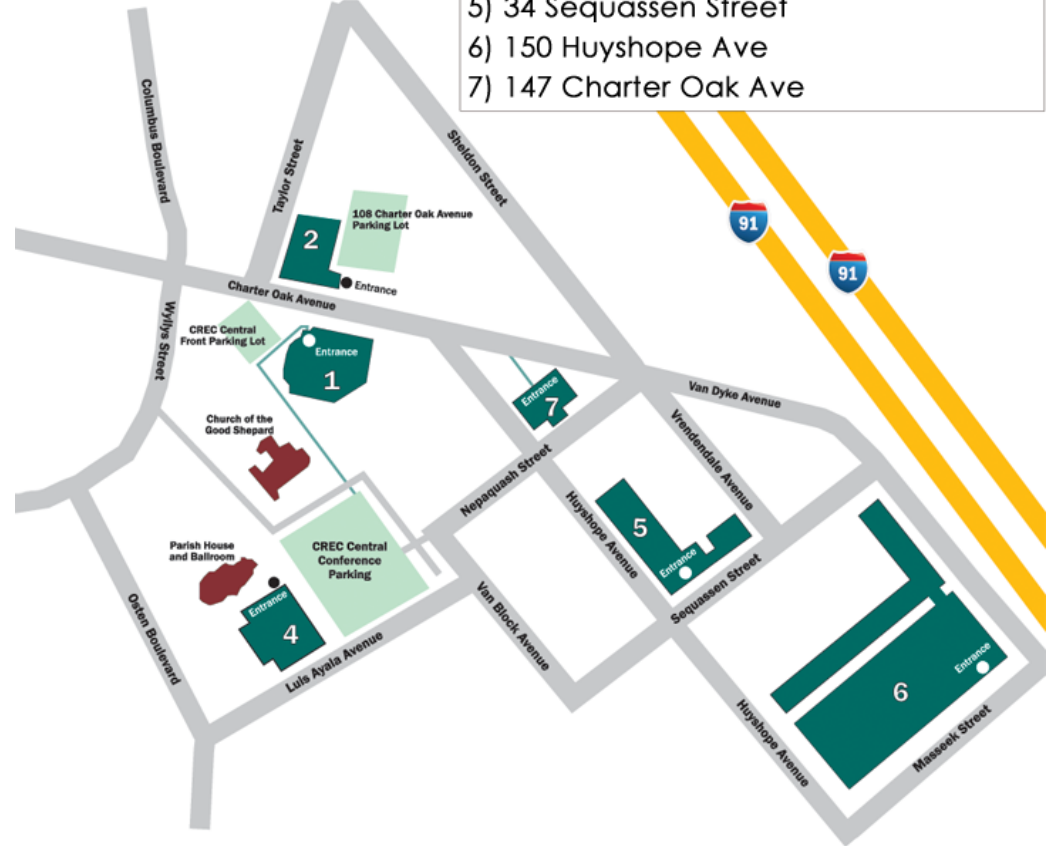 5) 34 Sequassen Street
6) 150 Huyshope Ave
7) 147 Charter Oak Ave
Columbus Boulevard
Taylor Street
Sheldon Street
91
91
2
108 Charter Oak Avenue
Parking Lot
Entrance
Charter Oak Avenue
Wyllys Street
CREC Central
Front Parking Lot
Entrance
1
Entrance
7
Van Dyke Avenue
Vrendendale Avenue
Church of the
Good Shepard
Nepaquash Street
Huyshope Avenue
5
Entrance
Sequassen Street
Parish House
and Ballroom
CREC Central
Conference
Parking
Entrance
4
Osten Boulevard
Luis Ayala Avenue
Van Block Avenue
Entrance
6
Huyshope Avenue
Masseek Street